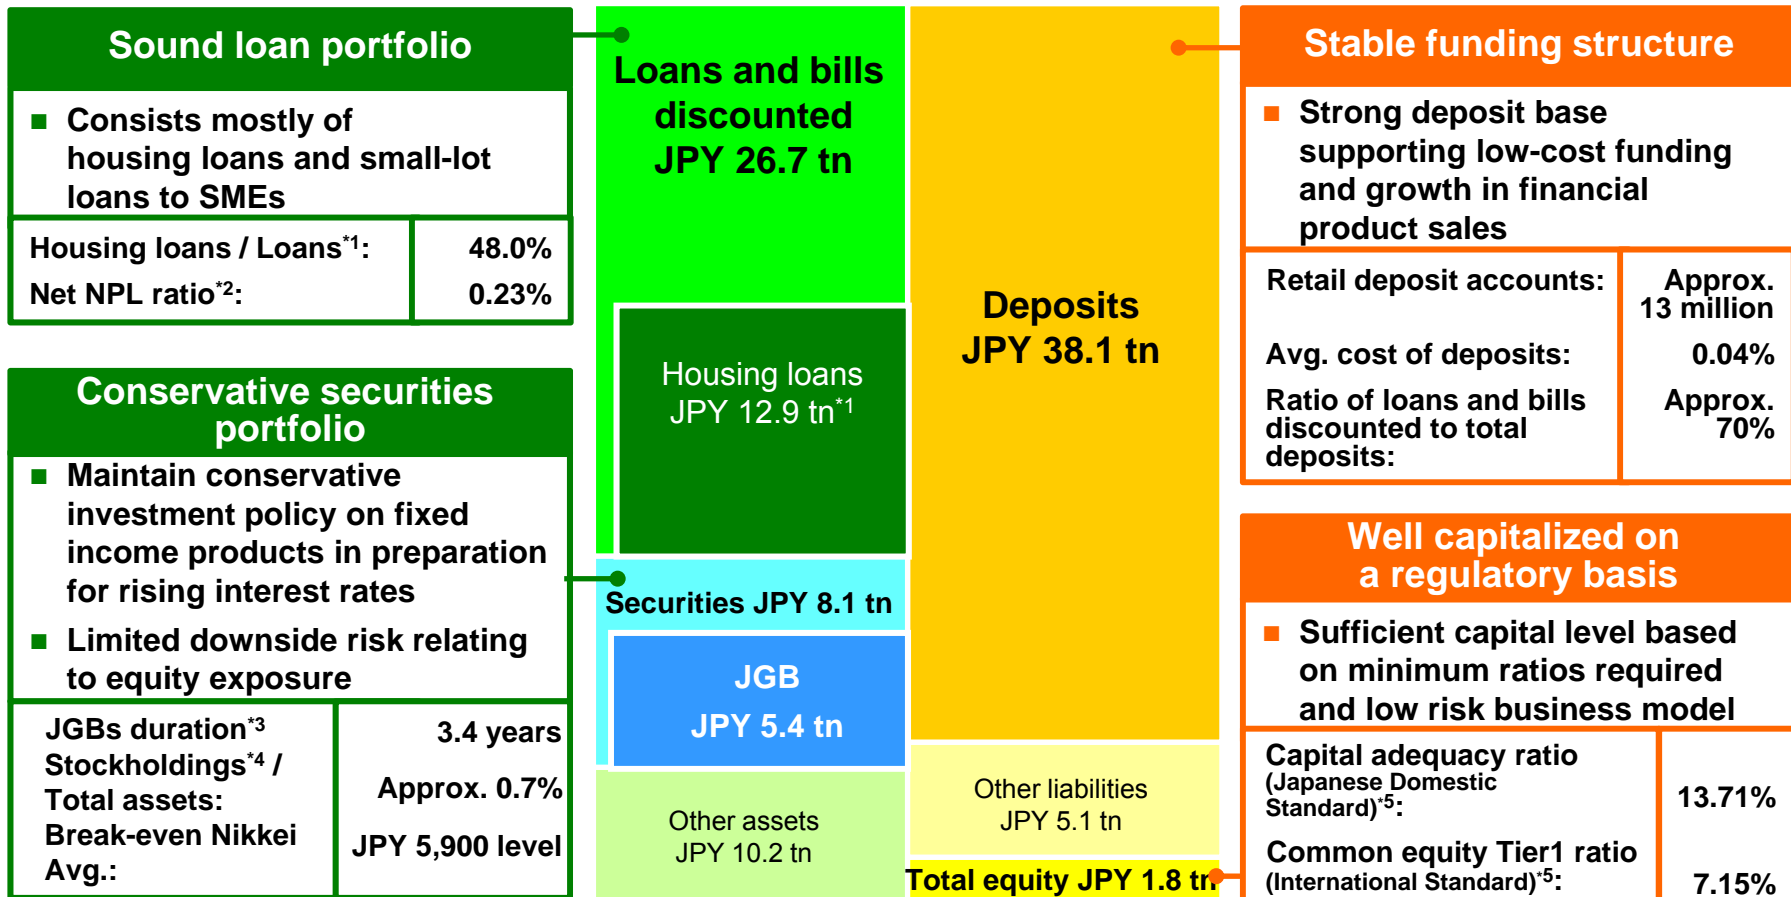 Sound loan portfolio
■ Consists mostly of
housing loans and small-lot
loans to SMEs
Housing loans / Loans*1: 48.0%
Net NPL ratio*2: 0.23%
Conservative securities
portfolio
■ Maintain conservative
investment policy on fixed
income products in preparation
for rising interest rates
■ Limited downside risk relating
to equity exposure
JGBs duration*3 3.4 years
Stockholdings*4 /
Total assets: Approx. 0.7%
Break-even Nikkei
Avg.: JPY 5,900 level
Loans and bills
discounted
JPY 26.7 tn
Housing loans
JPY 12.9 tn*1
Securities JPY 8.1 tn
JGB
JPY 5.4 tn
Other assets
JPY 10.2 tn
Deposits
JPY 38.1 tn
Other liabilities
JPY 5.1 tn
Total equity JPY 1.8 tn
Stable funding structure
■ Strong deposit base
supporting low-cost funding
and growth in financial
product sales
Retail deposit accounts: Approx.
13 million
Avg. cost of deposits: 0.04%
Ratio of loans and bills Approx.
discounted to total 70%
deposits:
Well capitalized on
a regulatory basis
■ Sufficient capital level based
on minimum ratios required
and low risk business model
Capital adequacy ratio
(Japanese Domestic
Standard)*5: 13.71%
Common equity Tier1 ratio
(International Standard)*5: 7.15%